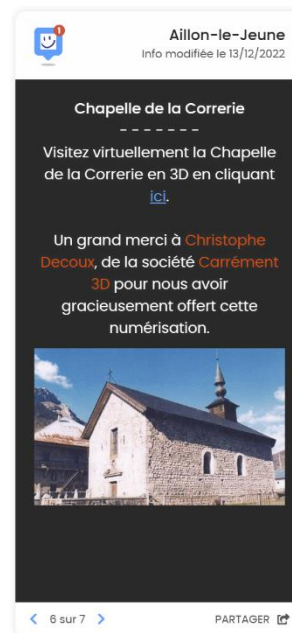 1
Aillon-le-Jeune
Info modifiée le 13/12/2022
Chapelle de la Correrie
- - - - - - -
Visitez virtuellement la Chapelle
de la Correrie en 3D en cliquant
ici.
Un grand merci à Christophe
Decoux, de la société Carrément
3D pour nous avoir
gracieusement offert cette
numérisation.
6 sur 7
PARTAGER